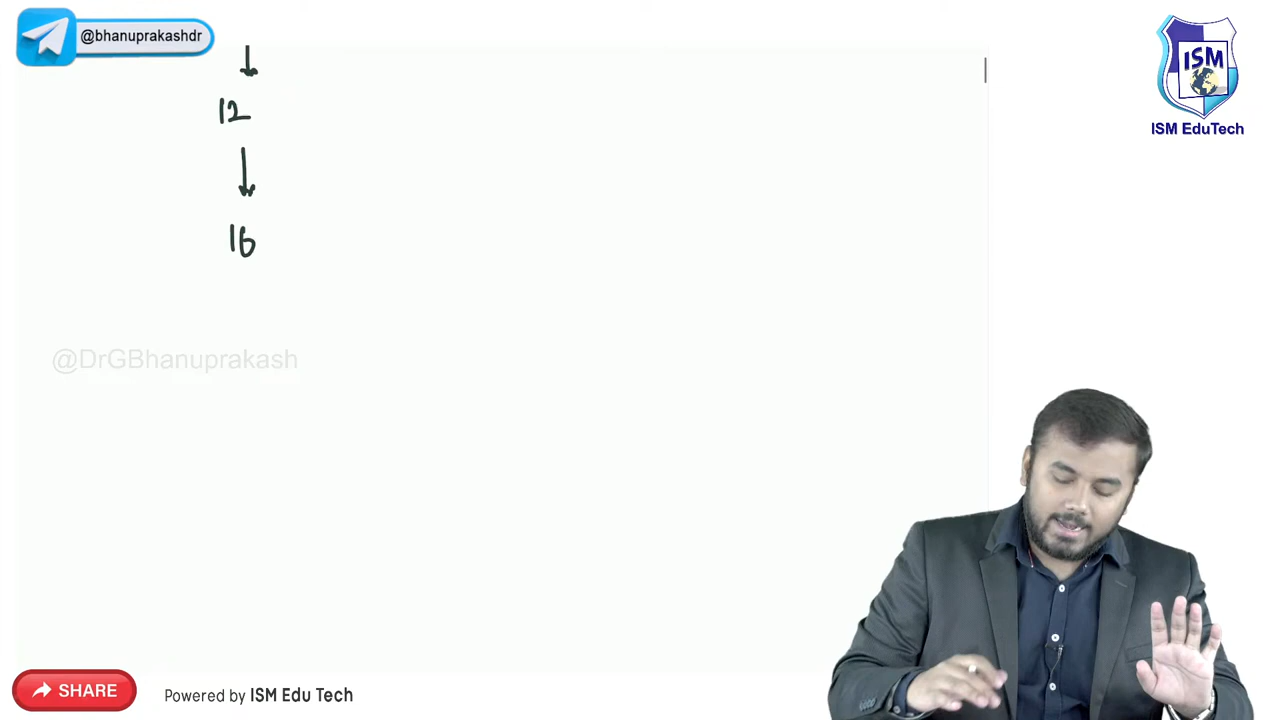 @bhanuprakashdr
ISM
ISM EduTech
12
16
@DrGBhanuprakash
SHARE
Powered by ISM Edu Tech